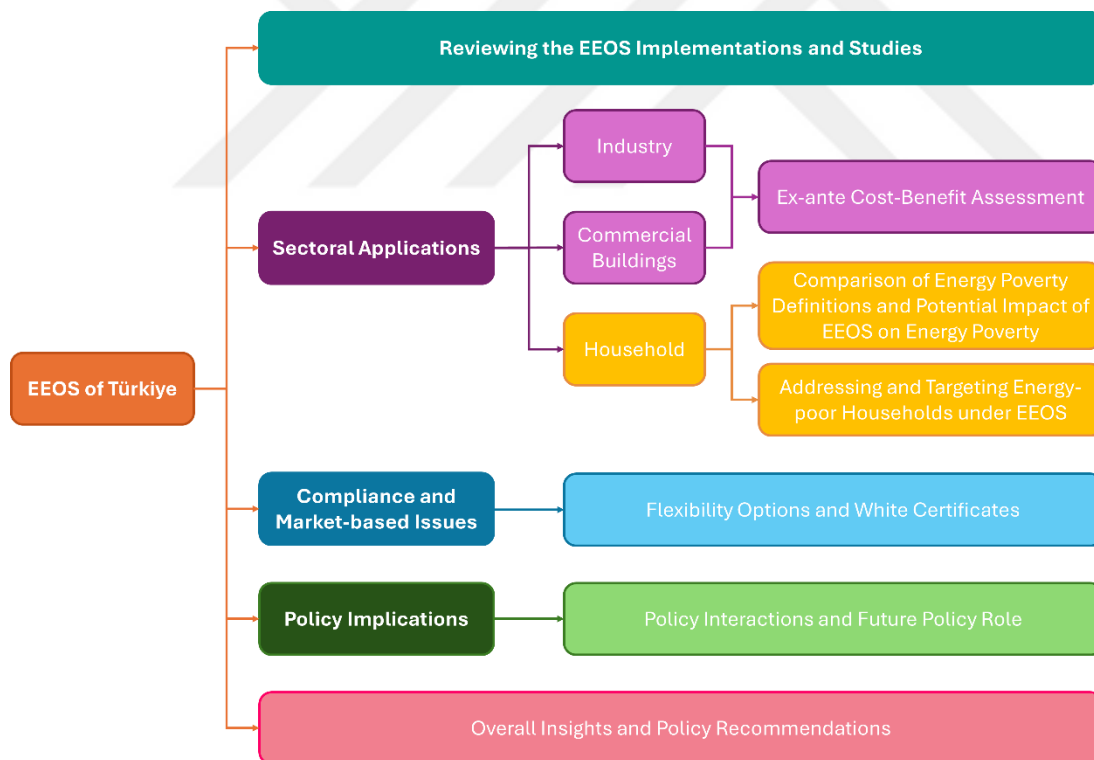 Reviewing the EEOS Implementations and Studies
Industry
Ex-ante Cost-Benefit Assessment
Sectoral Applications
Commercial
Buildings
Comparison of Energy Poverty
Definitions and Potential Impact of
EEOS on Energy Poverty
Household
EEOS of Türkiye
Addressing and Targeting Energy-
poor Households under EEOS
Compliance and
Market-based Issues
Flexibility Options and White Certificates
Policy Implications
Policy Interactions and Future Policy Role
Overall Insights and Policy Recommendations